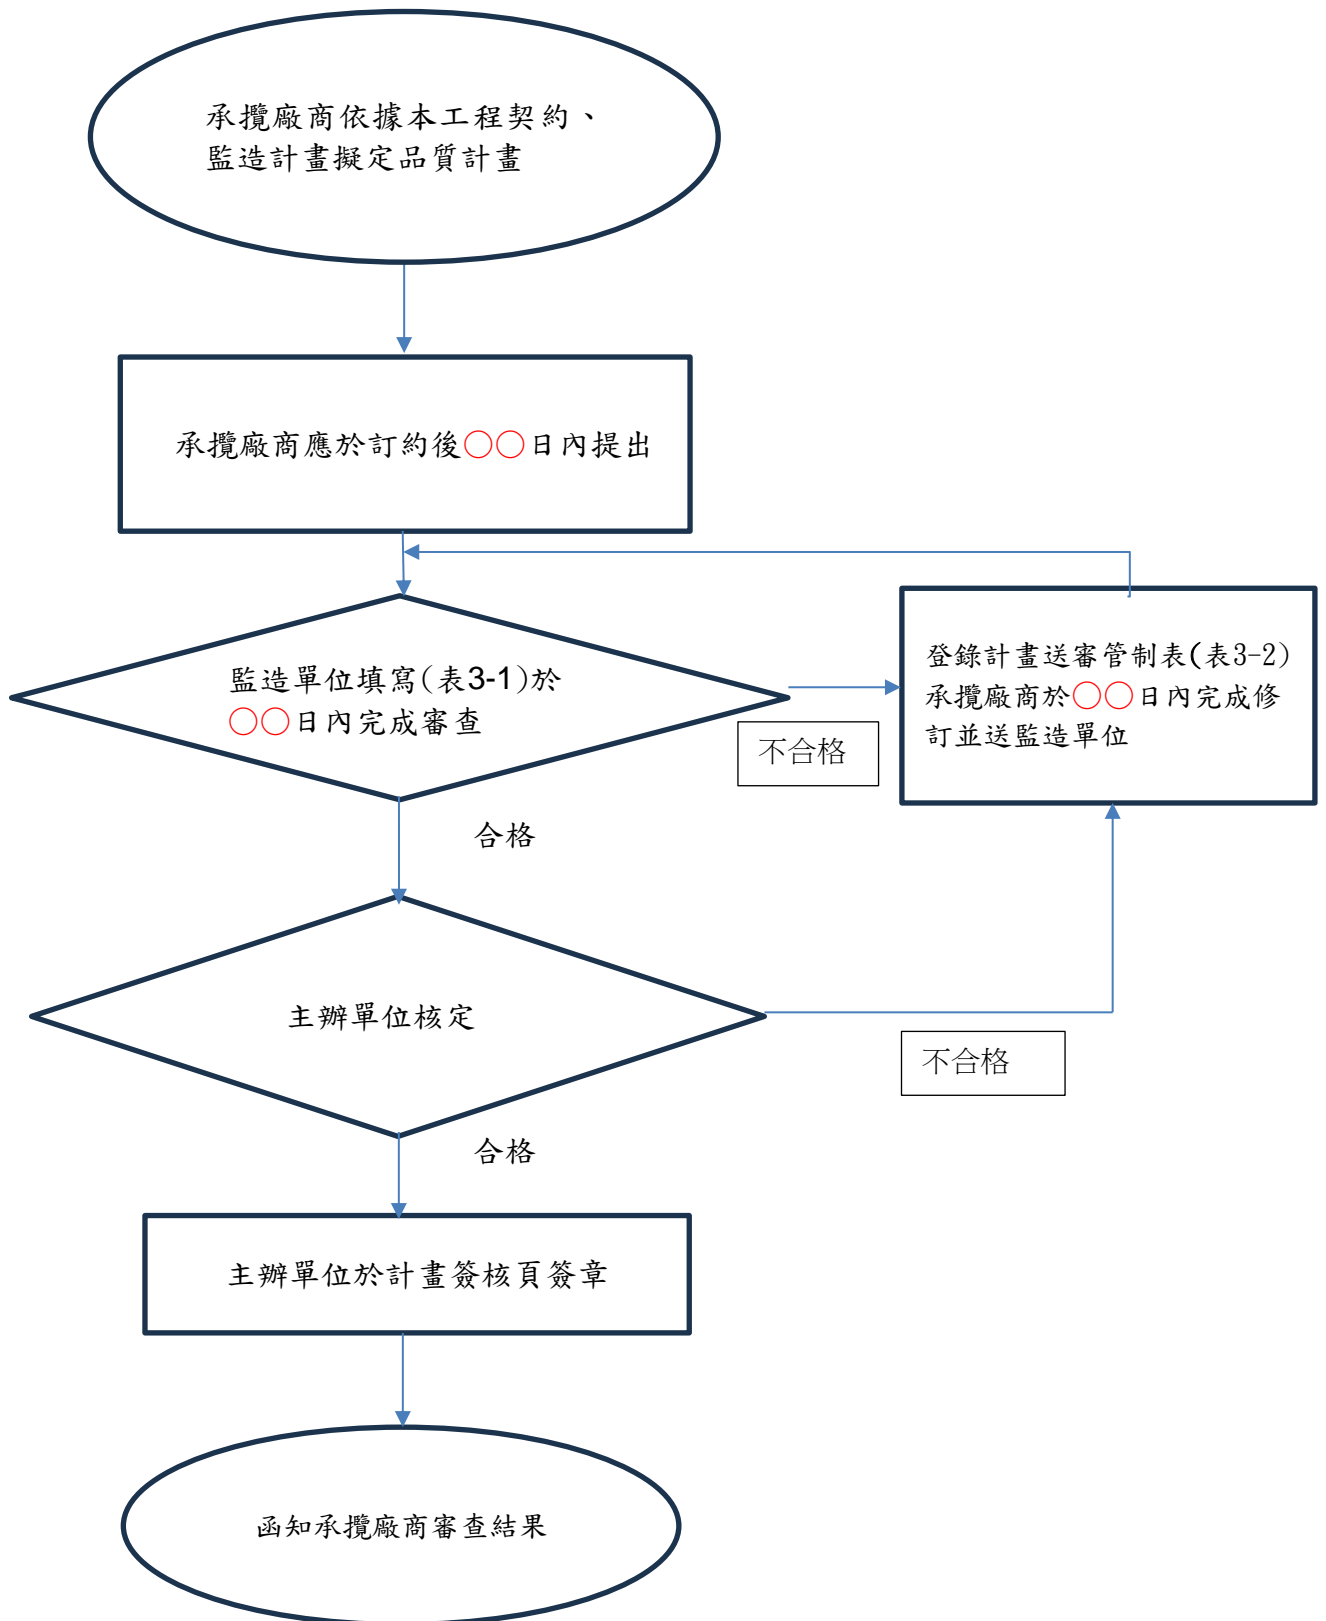 承攬廠商依據本工程契約、
監造計畫擬定品質計畫
承攬廠商應於訂約後○○日內提出
監造單位填寫(表3-1)於
○○日內完成審查
不合格
登錄計畫送審管制表(表3-2)
承攬廠商於○○日內完成修
訂並送監造單位
合格
主辦單位核定
不合格
合格
主辦單位於計畫簽核頁簽章
函知承攬廠商審查結果